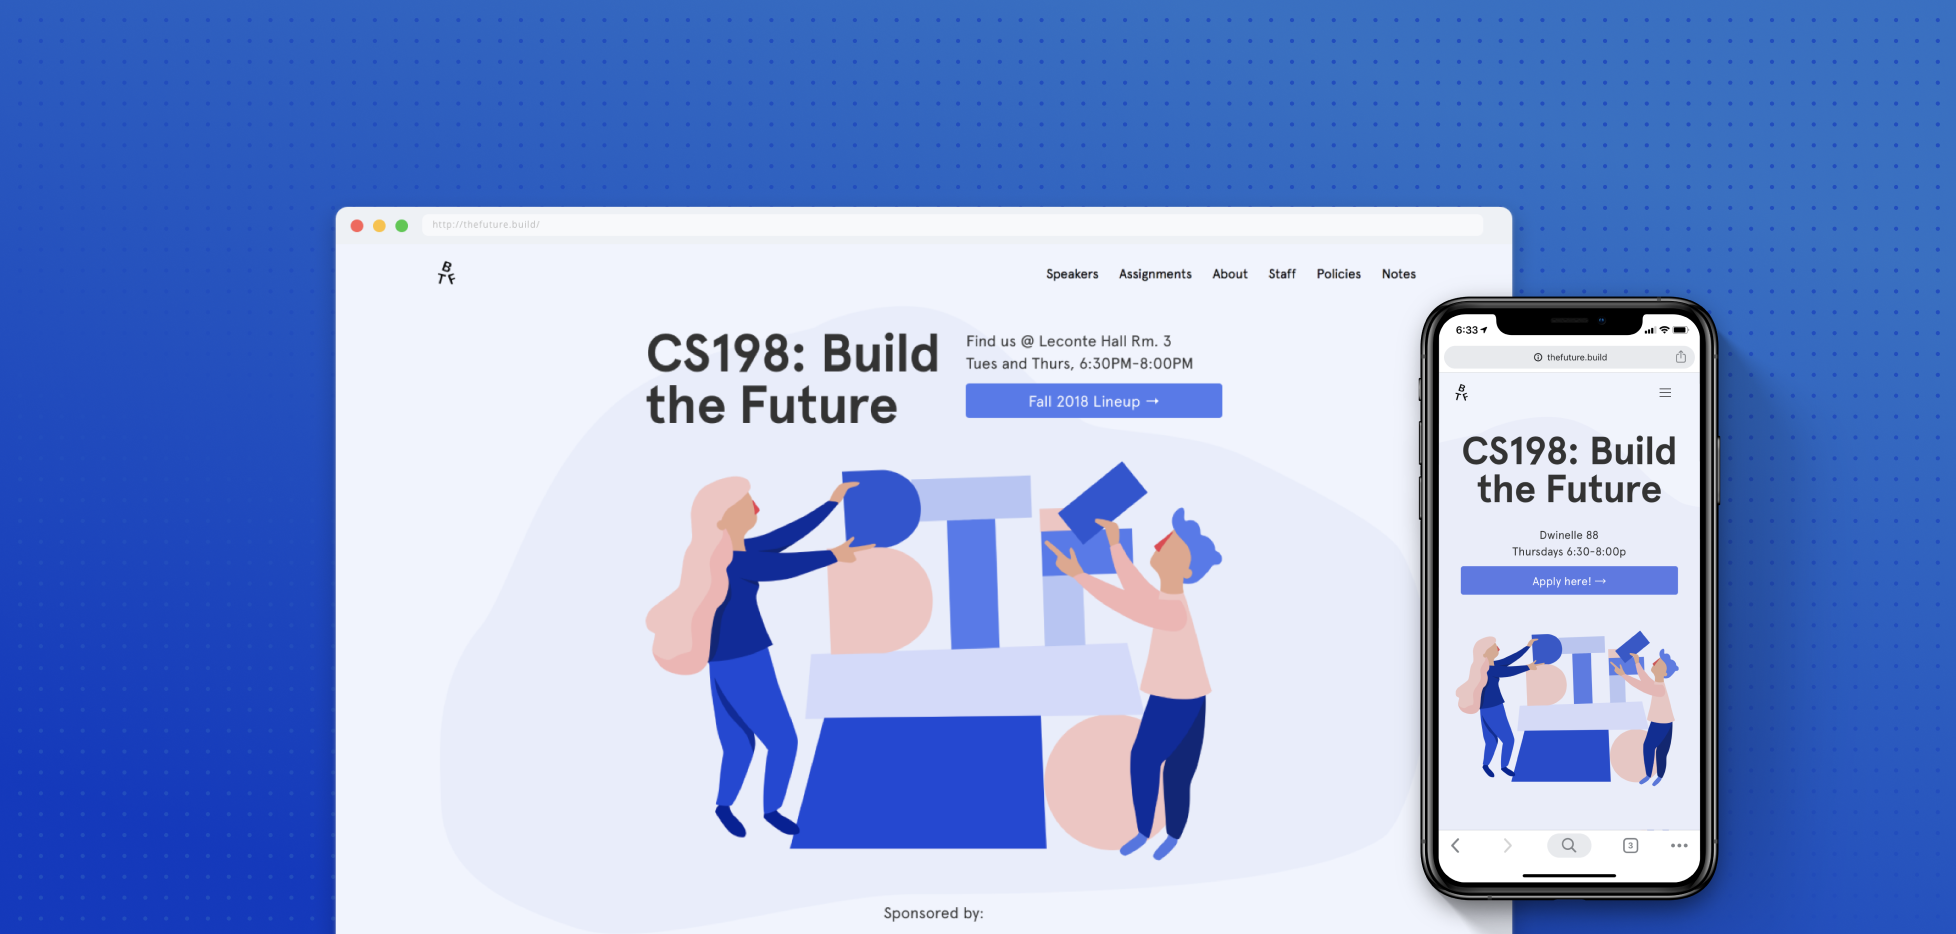 http://thefuture.build/
B
TF
Speakers Assignments About Staff Policies Notes
CS198: Build
the Future
Find us @ Leconte Hall Rm. 3
Tues and Thurs, 6:30PM-8:00PM
Fall 2018 Lineup →
BTF
Sponsored by:
6:33
thefuture.build
B
TF
CS198: Build
the Future
Dwinelle 88
Thursdays 6:30-8:00p
Apply here! →
BTF
3